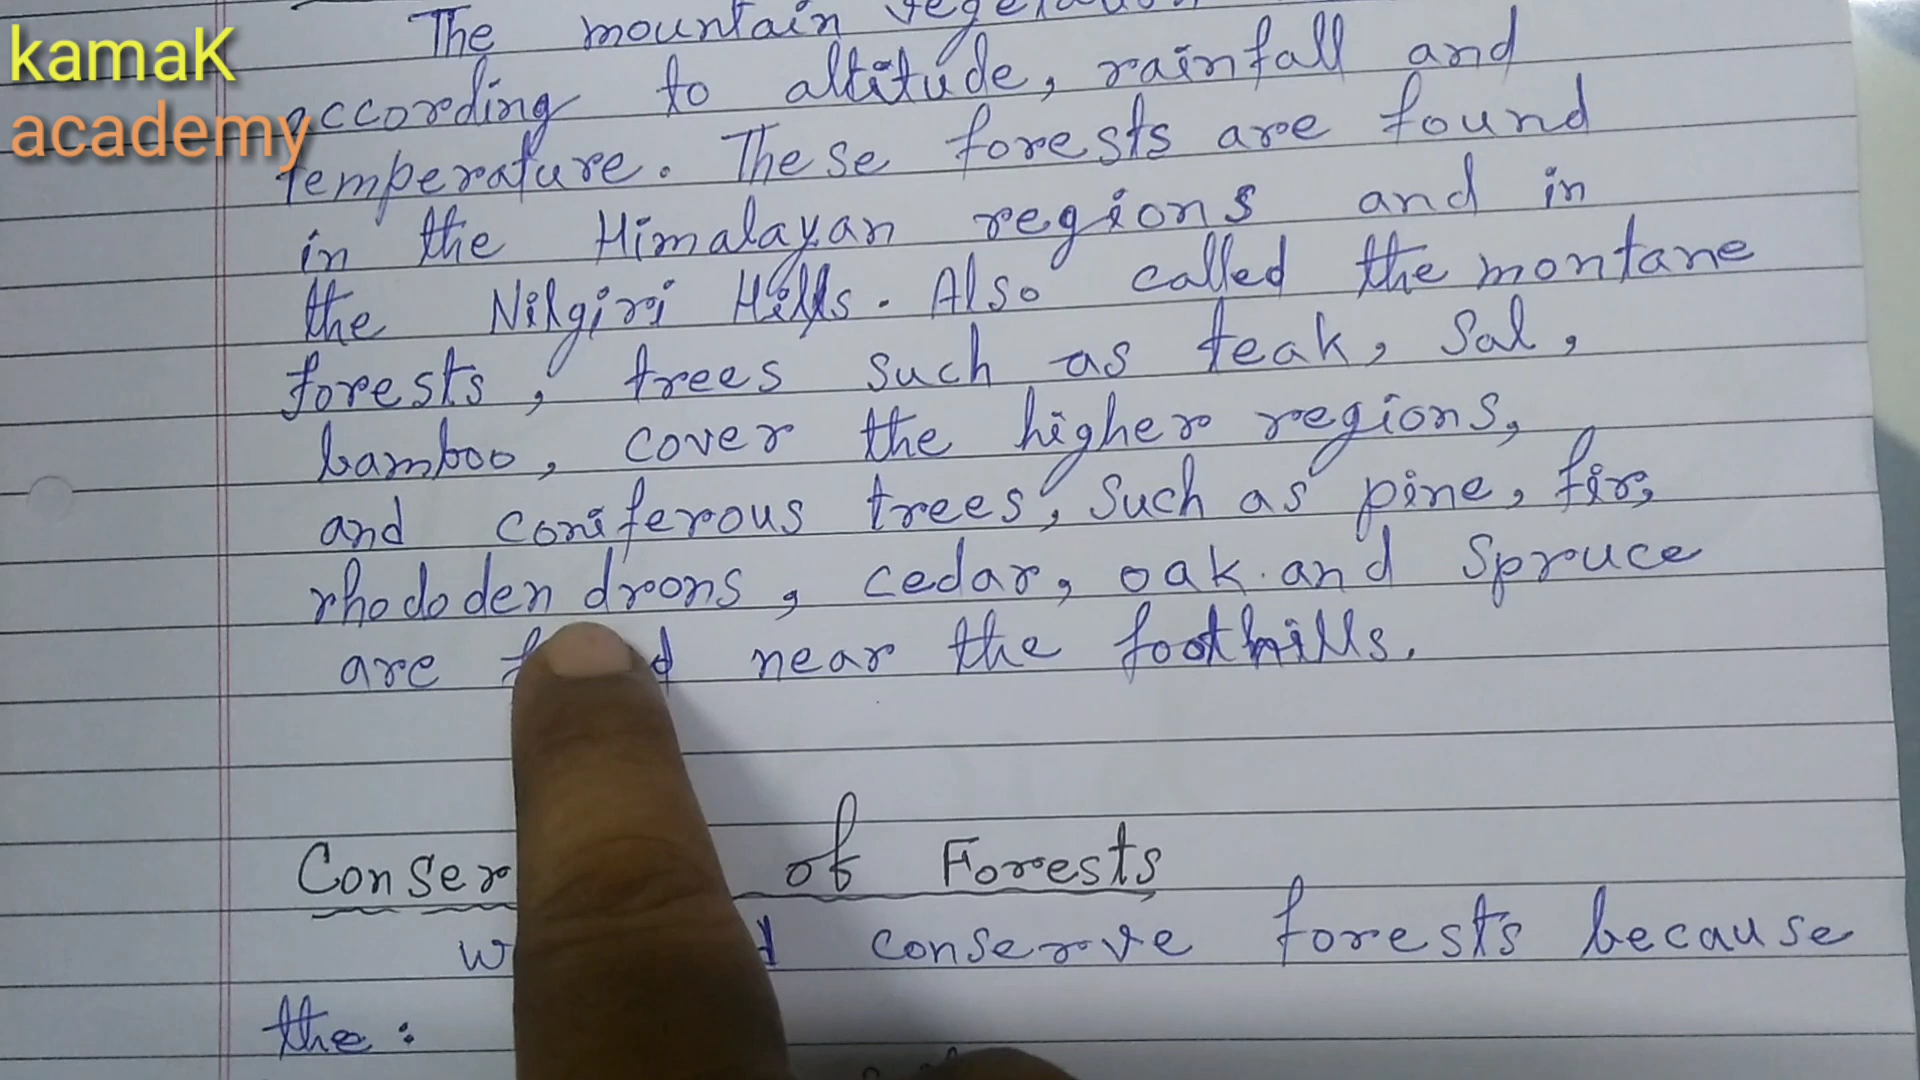 kamaK
academy
The mountain vegetation
according to altitude, rainfall and
temperature. These forests are found
in the Himalayan regions and in
the Nilgiri Hills. Also called the montane
forests, trees such as teak, Sal,
bamboo, cover the higher regions,
and coniferous trees, Such as pine, fir,
rhododen drons, cedar, oak and Spruce
are near the foothills.
of Forests
conserve forests because
the :